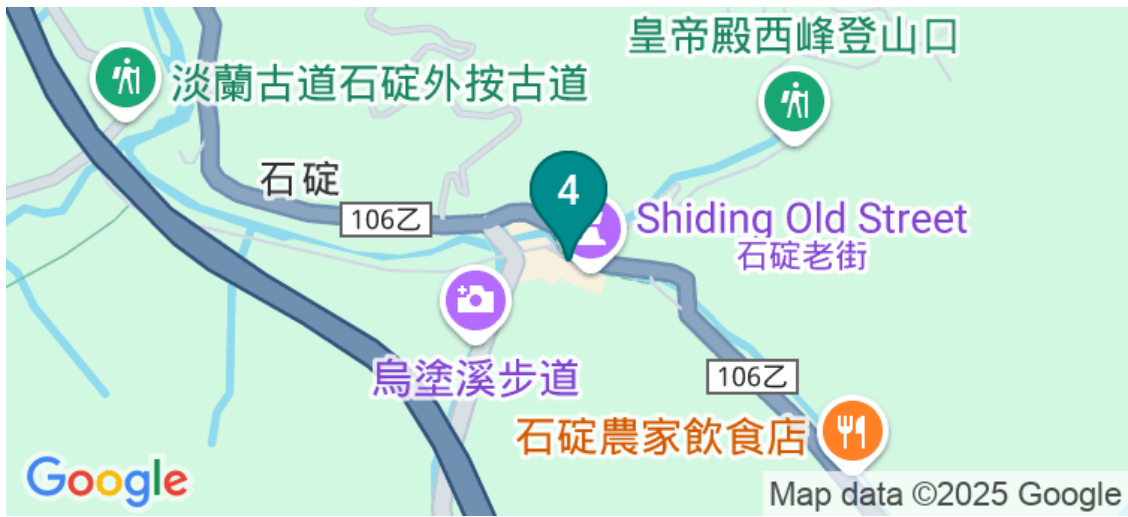 皇帝殿西峰登山口
淡蘭古道石碇外按古道
石碇
4
106乙
Shiding Old Street
石碇老街
烏塗溪步道
106乙
石碇農家飲食店
Google
Map data ©2025 Google